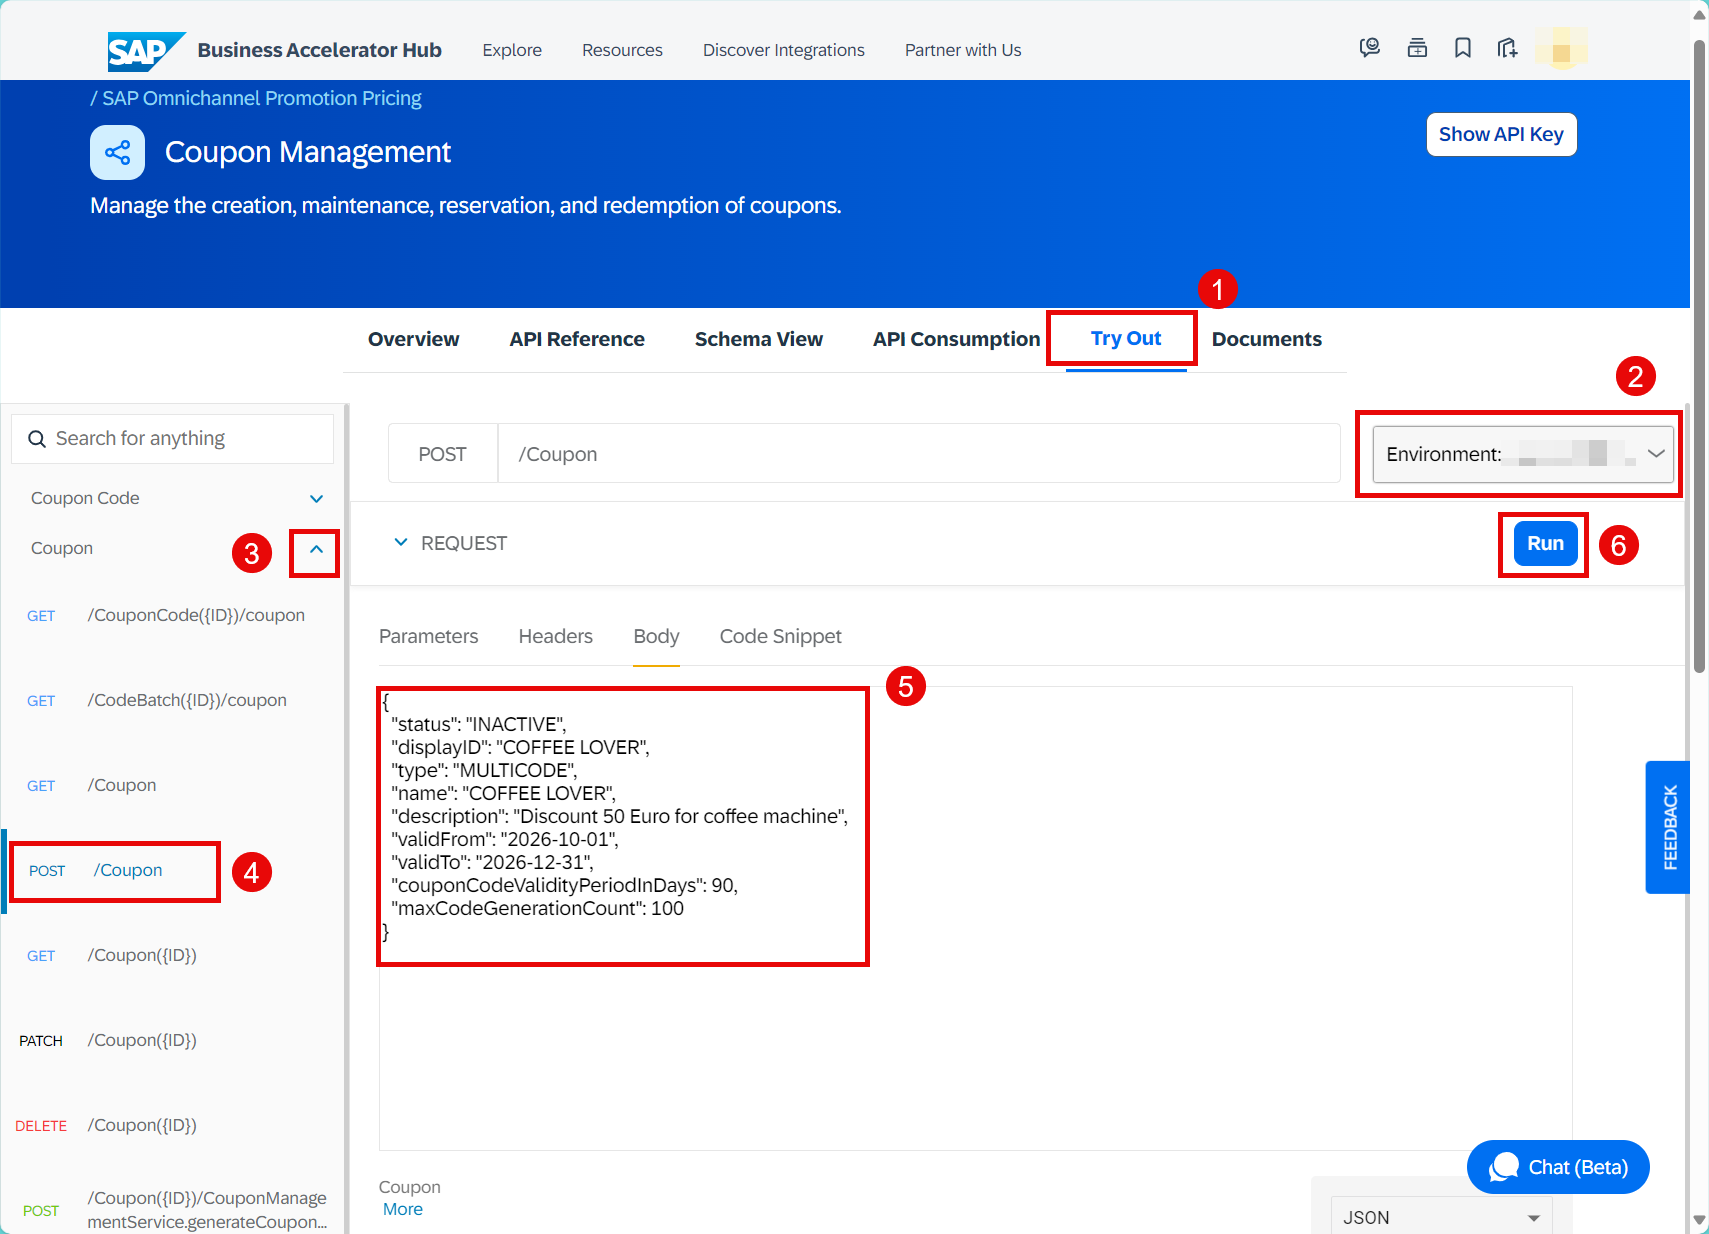 SAP Business Accelerator Hub Explore Resources Discover Integrations Partner with Us
/ SAP Omnichannel Promotion Pricing
Coupon Management
Show API Key
Manage the creation, maintenance, reservation, and redemption of coupons.
1
Overview API Reference Schema View API Consumption Try Out Documents
2
Search for anything
POST /Coupon
Environment:
Coupon Code
Coupon
3
REQUEST
Run
6
GET /CouponCode({ID})/coupon
Parameters Headers Body Code Snippet
5
GET /CodeBatch({ID})/coupon
GET /Coupon
POST /Coupon
4
GET /Coupon({ID})
PATCH /Coupon({ID})
DELETE /Coupon({ID})
POST /Coupon({ID})/CouponManage
mentService.generateCoupon...
{
"status": "INACTIVE",
"displayID": "COFFEE LOVER",
"type": "MULTICODE",
"name": "COFFEE LOVER",
"description": "Discount 50 Euro for coffee machine",
"validFrom": "2026-10-01",
"validTo": "2026-12-31",
"couponCodeValidityPeriodInDays": 90,
"maxCodeGenerationCount": 100
}
FEEDBACK
Chat (Beta)
Coupon
More
JSON